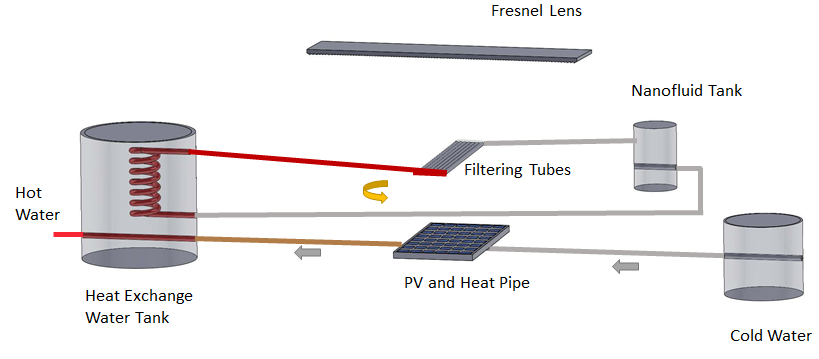 Fresnel Lens
Nanofluid Tank
Filtering Tubes
Hot
Water
PV and Heat Pipe
Heat Exchange
Water Tank
Cold Water